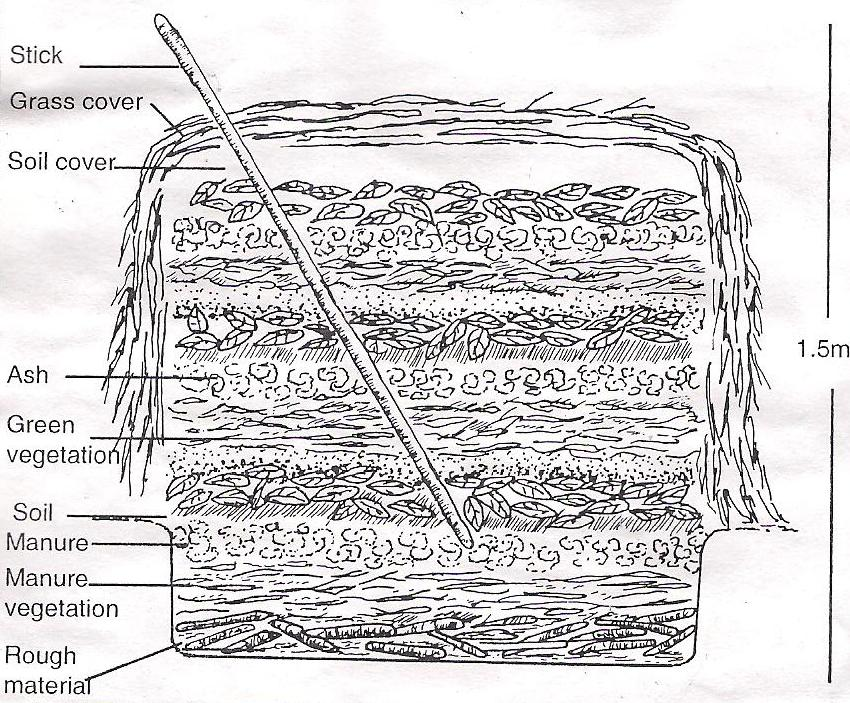 Stick
Grass cover
Soil cover
1.5m
Ash
Green
vegetation
Soil
Manure
Manure
vegetation
Rough
material